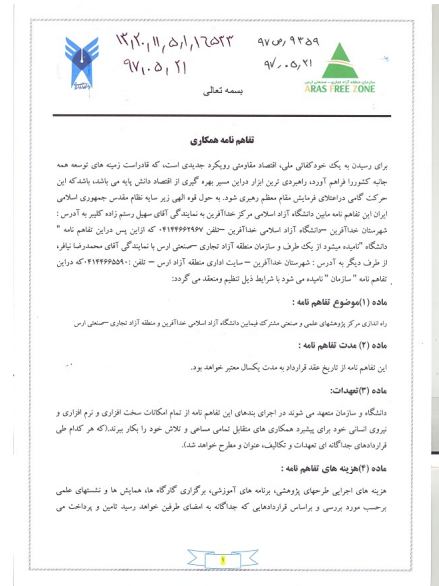 ۱۳,۲۰,۱۱,۵,۱,۱۶۵۲۳
۹۷,۰۵,۲۱
۹۷ص,۹۳۵۹
۹۷,۰۵,۲۱
ARAS FREE ZONE
بسمه تعالی
تفاهم نامه همکاری
برای رسیدن به یک خودکفائی ملی، اقتصاد مقاومتی رویکرد جدیدی است، که قادراست زمینه های توسعه همه
جانبه کشوررا فراهم آورد، راهبردی ترین ابزار دراین مسیر بهره گیری از اقتصاد دانش پایه می باشد، باشدکه این
حرکت گامی دراعتلای فرمایش مقام معظم رهبری شود. به حول قوه الهی زیر سایه نظام مقدس جمهوری اسلامی
ایران این تفاهم نامه مابین دانشگاه آزاد اسلامی مرکز خداآفرین به نمایندگی آقای سهیل رستم زاده کلیبر به آدرس :
شهرستان خداآفرین –دانشگاه آزاد اسلامی خداآفرین –تلفن ۰۴۱۴۴۶۶۲۹۶۷ که ازاین پس دراین تفاهم نامه "
دانشگاه "نامیده میشود از یک طرف و سازمان منطقه آزاد تجاری –صنعتی ارس با نمایندگی آقای محمدرضا نیافر،
از طرف دیگر به آدرس : شهرستان خداآفرین – سایت اداری منطقه آزاد ارس – تلفن :۰۴۱۴۴۶۶۵۵۹۰که دراین
تفاهم نامه " سازمان "نامیده می شود با شرایط ذیل تنظیم ومنعقد می گردد:
ماده (۱)موضوع تفاهم نامه :
راه اندازی مرکز پژوهشهای علمی و صنعتی مشترک فیمابین دانشگاه آزاد اسلامی خداآفرین و منطقه آزاد تجاری –صنعتی ارس
ماده (۲) مدت تفاهم نامه :
این تفاهم نامه از تاریخ عقد قرارداد به مدت یکسال معتبر خواهد بود.
ماده (۳)تعهدات:
دانشگاه و سازمان متعهد می شوند در اجرای بندهای این تفاهم نامه از تمام امکانات سخت افزاری و نرم افزاری و
نیروی انسانی خود برای پیشبرد همکاری های متقابل تمامی مساعی و تلاش خود را بکار ببرند.(که هر کدام طی
قراردادهای جداگانه ای تعهدات و تکالیف، عنوان و مطرح خواهد شد).
ماده (۴)هزینه های تفاهم نامه :
هزینه های اجرایی طرحهای پژوهشی، برنامه های آموزشی، برگزاری گارگاه ها، همایش ها و نشستهای علمی
برحسب مورد بررسی و براساس قراردادهایی که جداگانه به امضای طرفین خواهد رسید تامین و پرداخت می
۱